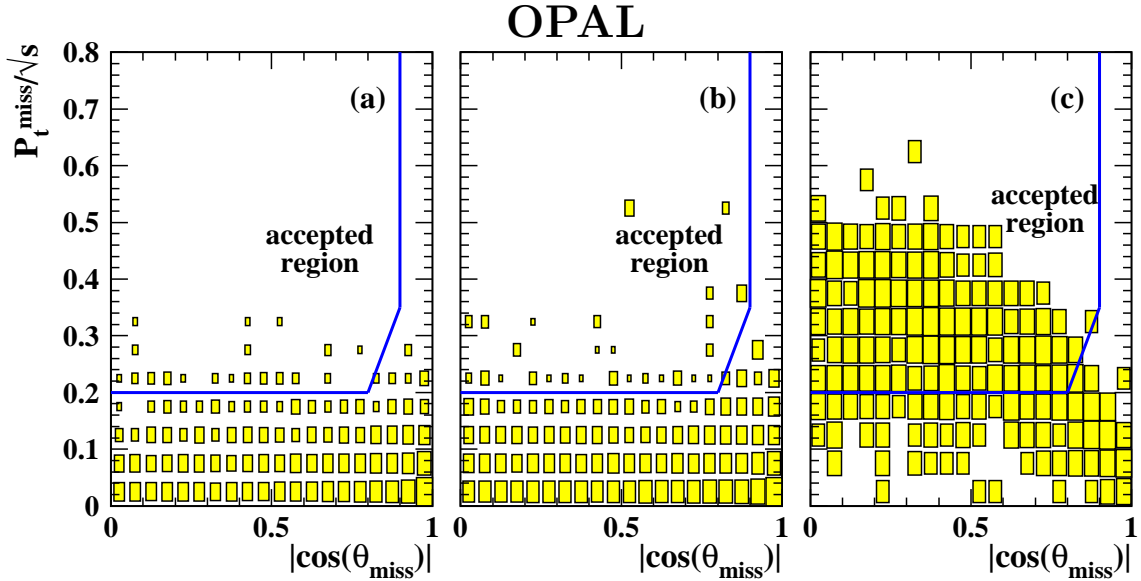 OPAL
P_t^miss/√s
0.8
0.7
0.6
0.5
0.4
0.3
0.2
0.1
0
(a)
accepted
region
0 0.5 1
|cos(θ_miss)|
(b)
accepted
region
0 0.5 1
|cos(θ_miss)|
(c)
accepted
region
0 0.5 1
|cos(θ_miss)|